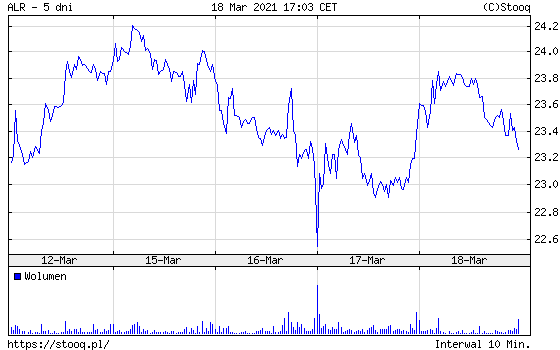 ALR - 5 dni 18 Mar 2021 17:03 CET (C)Stooq
24.2
24.0
23.8
23.6
23.4
23.2
23.0
22.8
22.6
12-Mar 15-Mar 16-Mar 17-Mar 18-Mar
Wolumen
https://stooq.pl/ Interwal 10 Min.